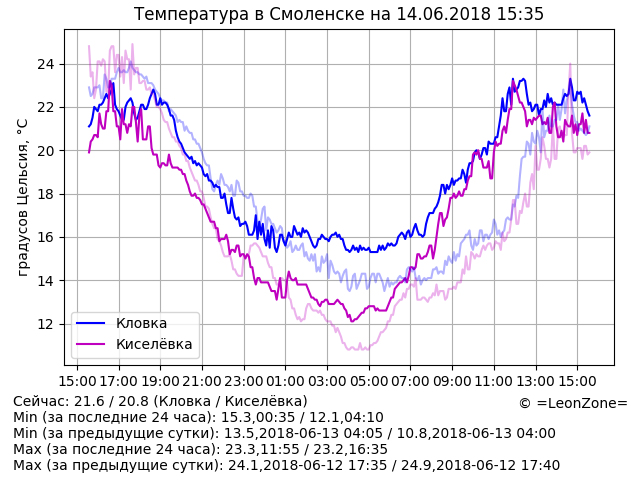 Температура в Смоленске на 14.06.2018 15:35
градусов Цельсия, °C
24
22
20
18
16
14
12
Кловка
Киселёвка
15:00 17:00 19:00 21:00 23:00 01:00 03:00 05:00 07:00 09:00 11:00 13:00 15:00
Сейчас: 21.6 / 20.8 (Кловка / Киселёвка)
© =LeonZone=
Min (за последние 24 часа): 15.3,00:35 / 12.1,04:10
Min (за предыдущие сутки): 13.5,2018-06-13 04:05 / 10.8,2018-06-13 04:00
Max (за последние 24 часа): 23.3,11:55 / 23.2,16:35
Max (за предыдущие сутки): 24.1,2018-06-12 17:35 / 24.9,2018-06-12 17:40